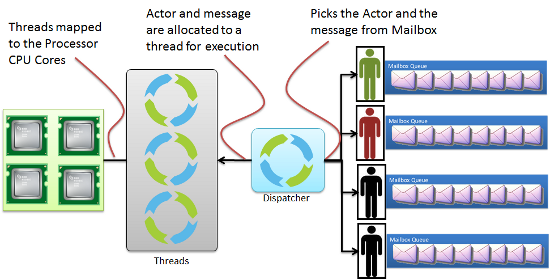 Threads mapped
to the Processor
CPU Cores
Actor and message
are allocated to a
thread for execution
Picks the Actor and the
message from Mailbox
Mailbox Queue
Mailbox Queue
Mailbox Queue
Mailbox Queue
Dispatcher
Threads